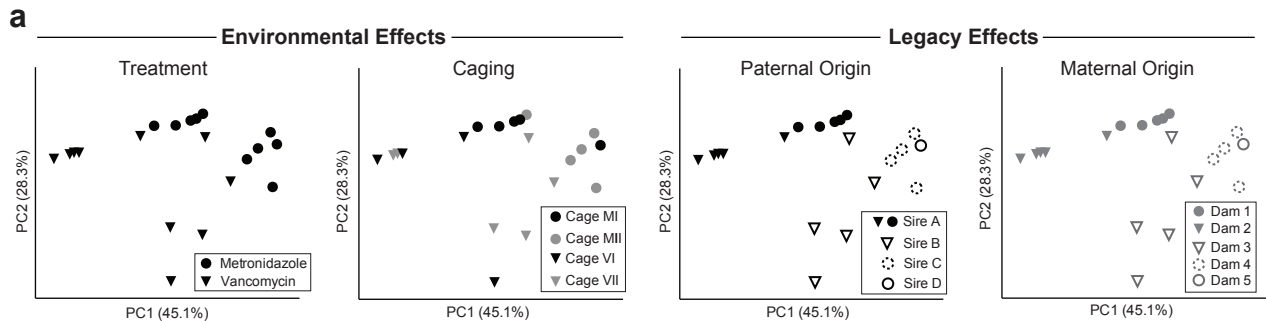 a
Environmental Effects
Legacy Effects
Treatment
Caging
Paternal Origin
Maternal Origin
PC2 (28.3%)
Metronidazole
Vancomycin
PC1 (45.1%)
PC2 (28.3%)
Cage MI
Cage MII
Cage VI
Cage VII
PC1 (45.1%)
PC2 (28.3%)
Sire A
Sire B
Sire C
Sire D
PC1 (45.1%)
PC2 (28.3%)
Dam 1
Dam 2
Dam 3
Dam 4
Dam 5
PC1 (45.1%)